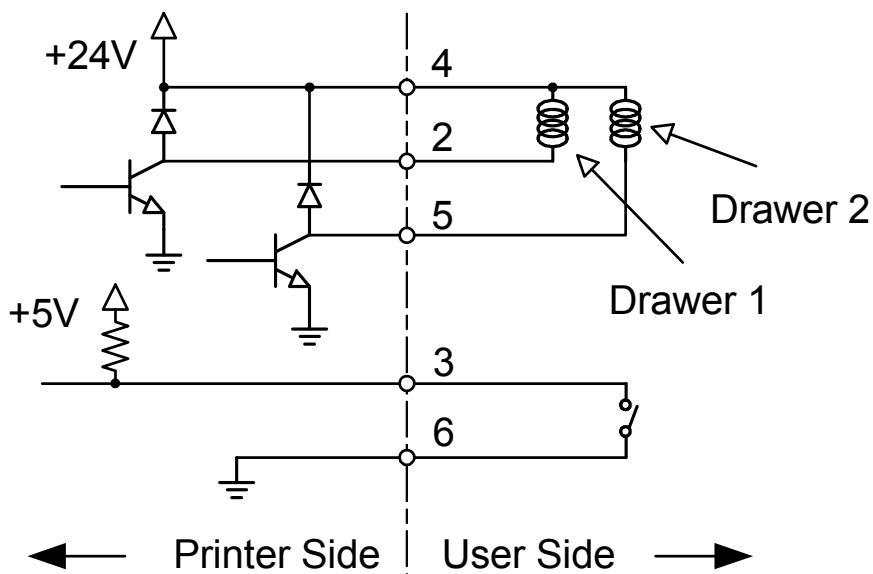 +24V
4
2
5
Drawer 2
Drawer 1
+5V
3
6
Printer Side
User Side